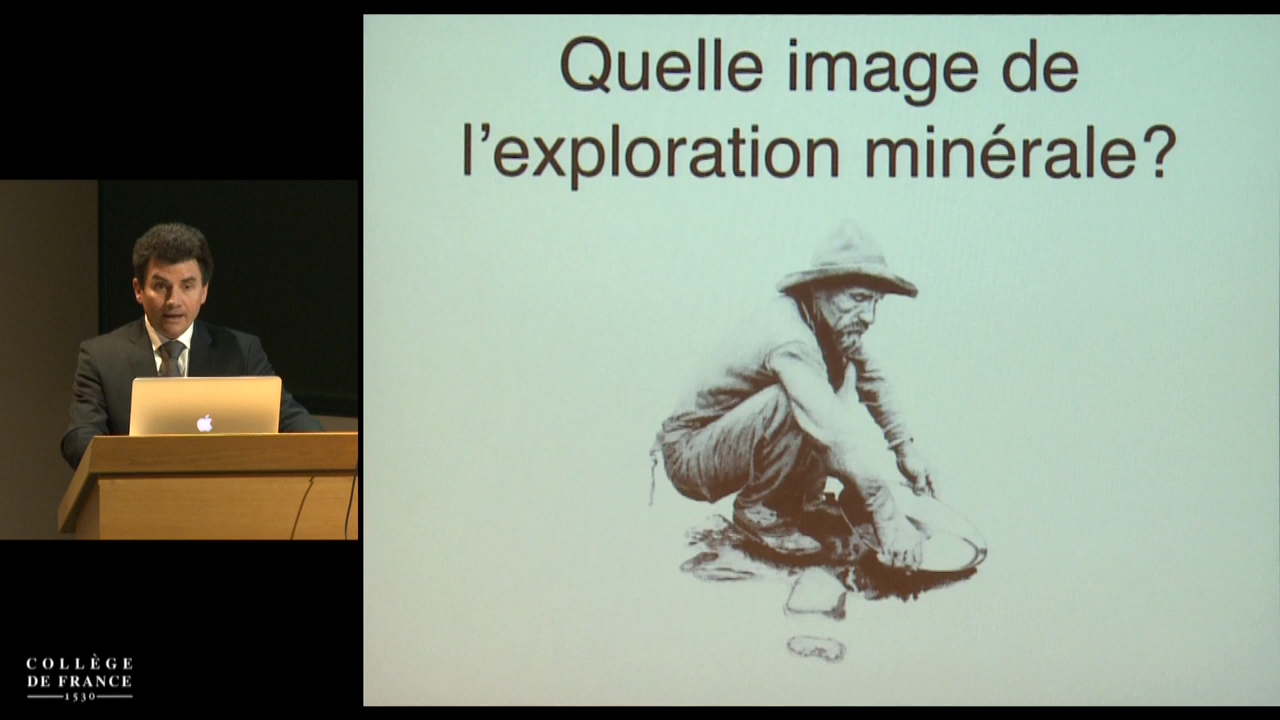 Quelle image de
l’exploration minérale?
COLLÈGE
DE FRANCE
1530